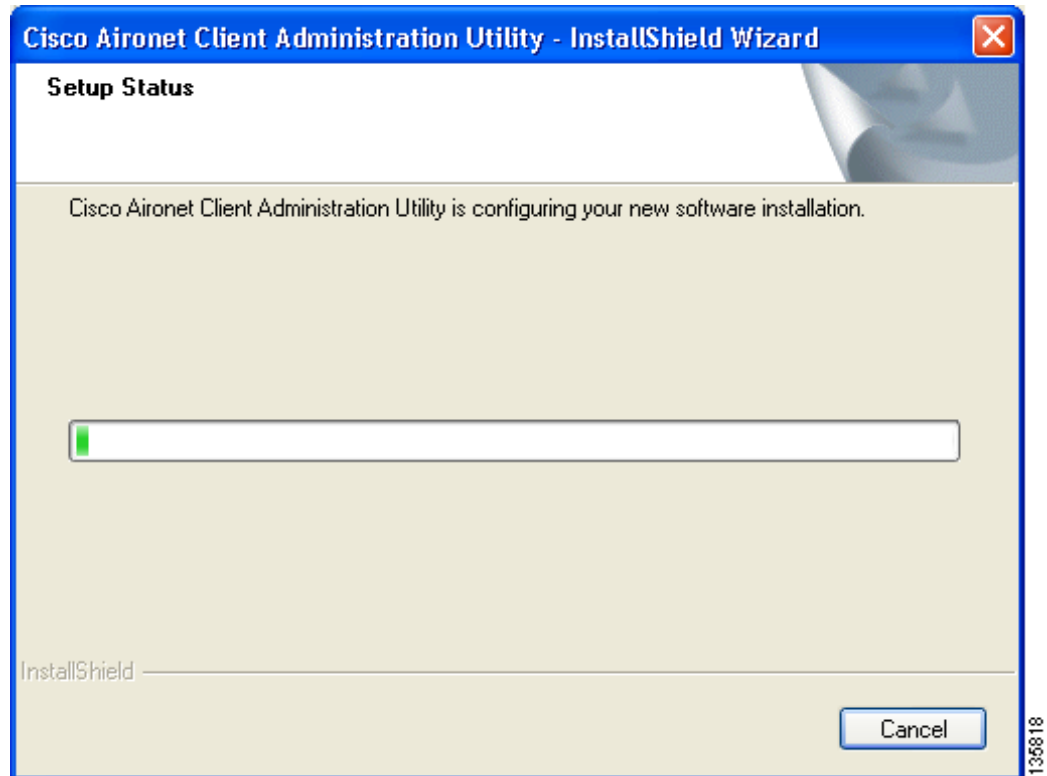 Cisco Aironet Client Administration Utility - InstallShield Wizard
Setup Status
Cisco Aironet Client Administration Utility is configuring your new software installation.
InstallShield
Cancel
135818